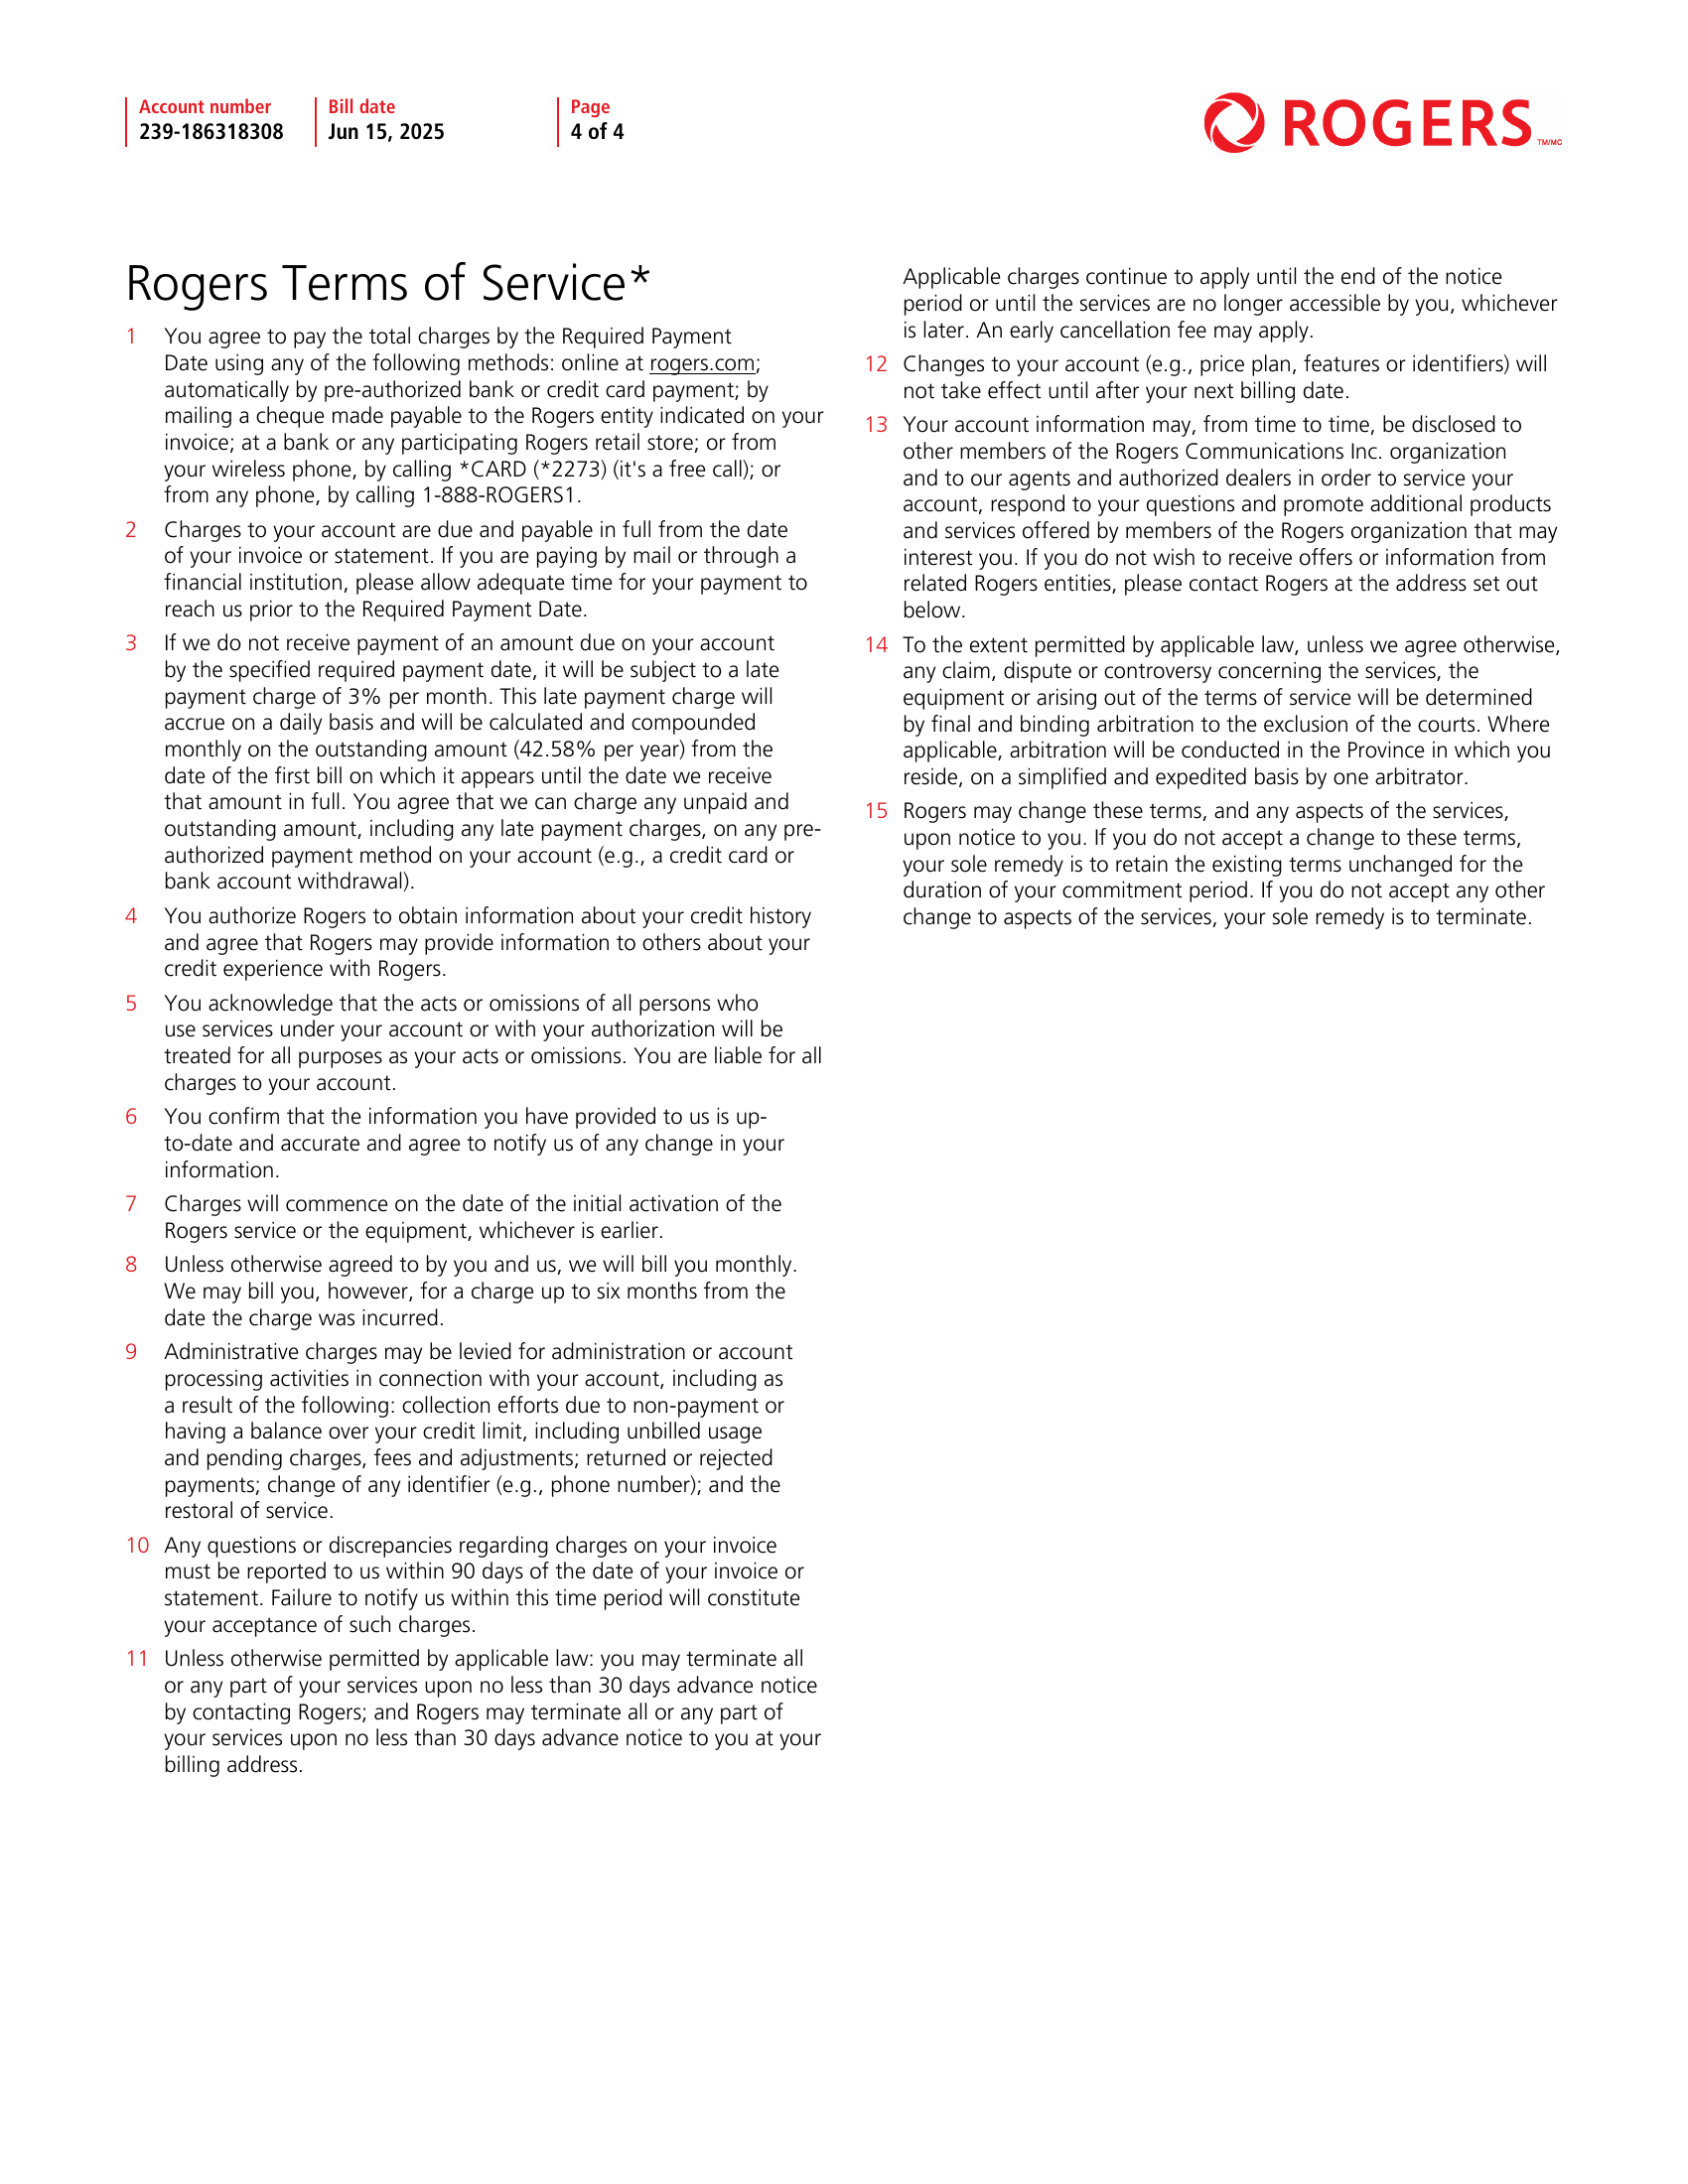 Account number
239-186318308
Bill date
Jun 15, 2025
Page
4 of 4
ROGERS TM/MC
Rogers Terms of Service*
1 You agree to pay the total charges by the Required Payment
Date using any of the following methods: online at rogers.com;
automatically by pre-authorized bank or credit card payment; by
mailing a cheque made payable to the Rogers entity indicated on your
invoice; at a bank or any participating Rogers retail store; or from
your wireless phone, by calling *CARD (*2273) (it's a free call); or
from any phone, by calling 1-888-ROGERS1.
2 Charges to your account are due and payable in full from the date
of your invoice or statement. If you are paying by mail or through a
financial institution, please allow adequate time for your payment to
reach us prior to the Required Payment Date.
3 If we do not receive payment of an amount due on your account
by the specified required payment date, it will be subject to a late
payment charge of 3% per month. This late payment charge will
accrue on a daily basis and will be calculated and compounded
monthly on the outstanding amount (42.58% per year) from the
date of the first bill on which it appears until the date we receive
that amount in full. You agree that we can charge any unpaid and
outstanding amount, including any late payment charges, on any pre-
authorized payment method on your account (e.g., a credit card or
bank account withdrawal).
4 You authorize Rogers to obtain information about your credit history
and agree that Rogers may provide information to others about your
credit experience with Rogers.
5 You acknowledge that the acts or omissions of all persons who
use services under your account or with your authorization will be
treated for all purposes as your acts or omissions. You are liable for all
charges to your account.
6 You confirm that the information you have provided to us is up-
to-date and accurate and agree to notify us of any change in your
information.
7 Charges will commence on the date of the initial activation of the
Rogers service or the equipment, whichever is earlier.
8 Unless otherwise agreed to by you and us, we will bill you monthly.
We may bill you, however, for a charge up to six months from the
date the charge was incurred.
9 Administrative charges may be levied for administration or account
processing activities in connection with your account, including as
a result of the following: collection efforts due to non-payment or
having a balance over your credit limit, including unbilled usage
and pending charges, fees and adjustments; returned or rejected
payments; change of any identifier (e.g., phone number); and the
restoral of service.
10 Any questions or discrepancies regarding charges on your invoice
must be reported to us within 90 days of the date of your invoice or
statement. Failure to notify us within this time period will constitute
your acceptance of such charges.
11 Unless otherwise permitted by applicable law: you may terminate all
or any part of your services upon no less than 30 days advance notice
by contacting Rogers; and Rogers may terminate all or any part of
your services upon no less than 30 days advance notice to you at your
billing address.
Applicable charges continue to apply until the end of the notice
period or until the services are no longer accessible by you, whichever
is later. An early cancellation fee may apply.
12 Changes to your account (e.g., price plan, features or identifiers) will
not take effect until after your next billing date.
13 Your account information may, from time to time, be disclosed to
other members of the Rogers Communications Inc. organization
and to our agents and authorized dealers in order to service your
account, respond to your questions and promote additional products
and services offered by members of the Rogers organization that may
interest you. If you do not wish to receive offers or information from
related Rogers entities, please contact Rogers at the address set out
below.
14 To the extent permitted by applicable law, unless we agree otherwise,
any claim, dispute or controversy concerning the services, the
equipment or arising out of the terms of service will be determined
by final and binding arbitration to the exclusion of the courts. Where
applicable, arbitration will be conducted in the Province in which you
reside, on a simplified and expedited basis by one arbitrator.
15 Rogers may change these terms, and any aspects of the services,
upon notice to you. If you do not accept a change to these terms,
your sole remedy is to retain the existing terms unchanged for the
duration of your commitment period. If you do not accept any other
change to aspects of the services, your sole remedy is to terminate.